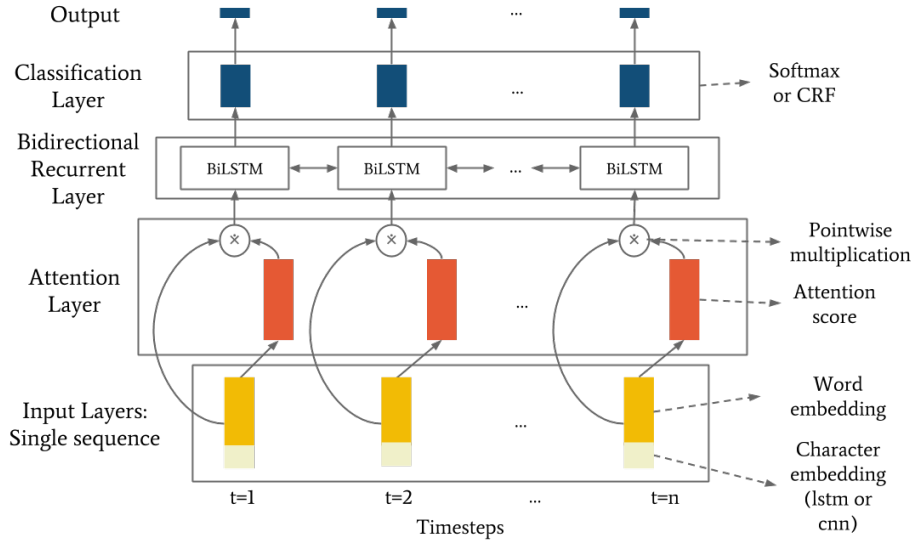 Output
...
Classification
Layer
...
Softmax
or CRF
Bidirectional
Recurrent
Layer
BiLSTM
BiLSTM
...
BiLSTM
Attention
Layer
...
Pointwise
multiplication
Attention
score
Input Layers:
Single sequence
...
Word
embedding
Character
embedding
(lstm or
cnn)
t=1
t=2
...
t=n
Timesteps